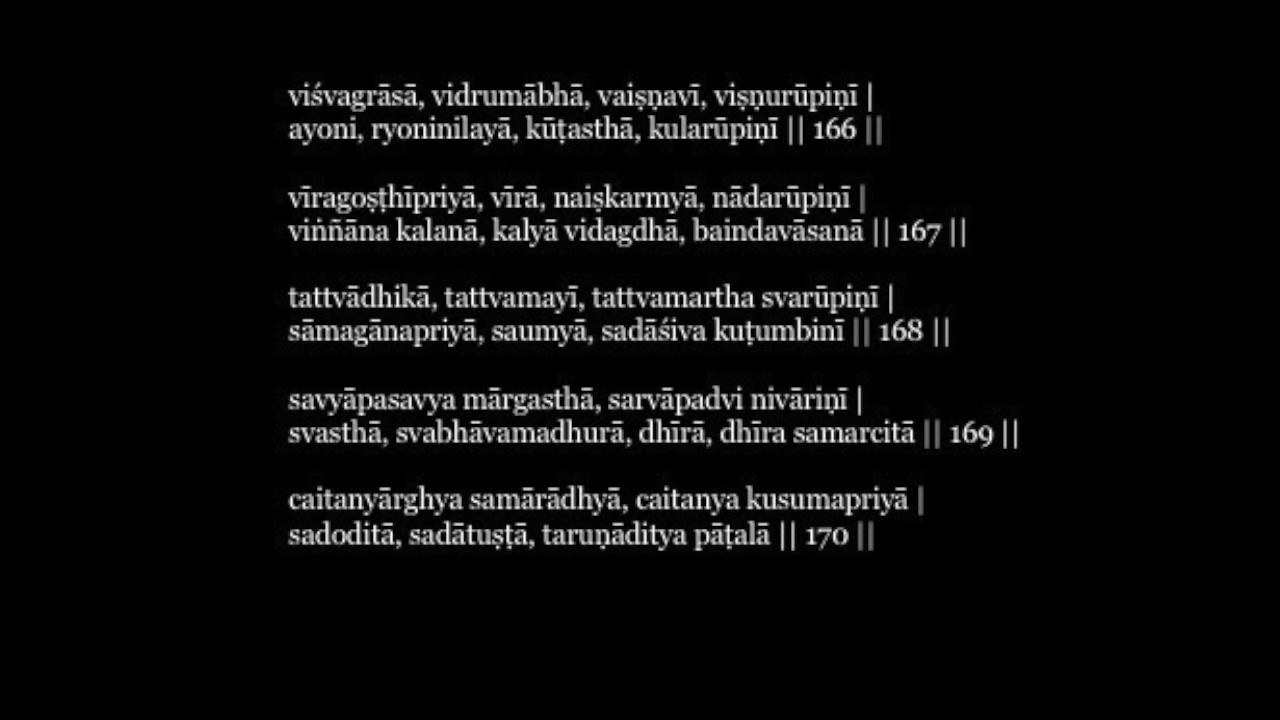 viśvagrāsā, vidrumābhā, vaiṣṇavī, viṣṇurūpiṇī |
ayoni, ryoninilayā, kūṭasthā, kularūpiṇī || 166 ||
vīragoṣṭhīpriyā, vīrā, naiṣkarmyā, nādarūpiṇī |
viṅñāna kalanā, kalyā vidagdhā, baindavāsanā || 167 ||
tattvādhikā, tattvamayī, tattvamartha svarūpiṇī |
sāmagānapriyā, saumyā, sadāśiva kuṭumbinī || 168 ||
savyāpasavya mārgasthā, sarvāpadvi nivāriṇī |
svasthā, svabhāvamadhurā, dhīrā, dhīra samarcitā || 169 ||
caitanyārghya samārādhyā, caitanya kusumapriyā |
sadoditā, sadātuṣṭā, taruṇāditya pāṭalā || 170 ||